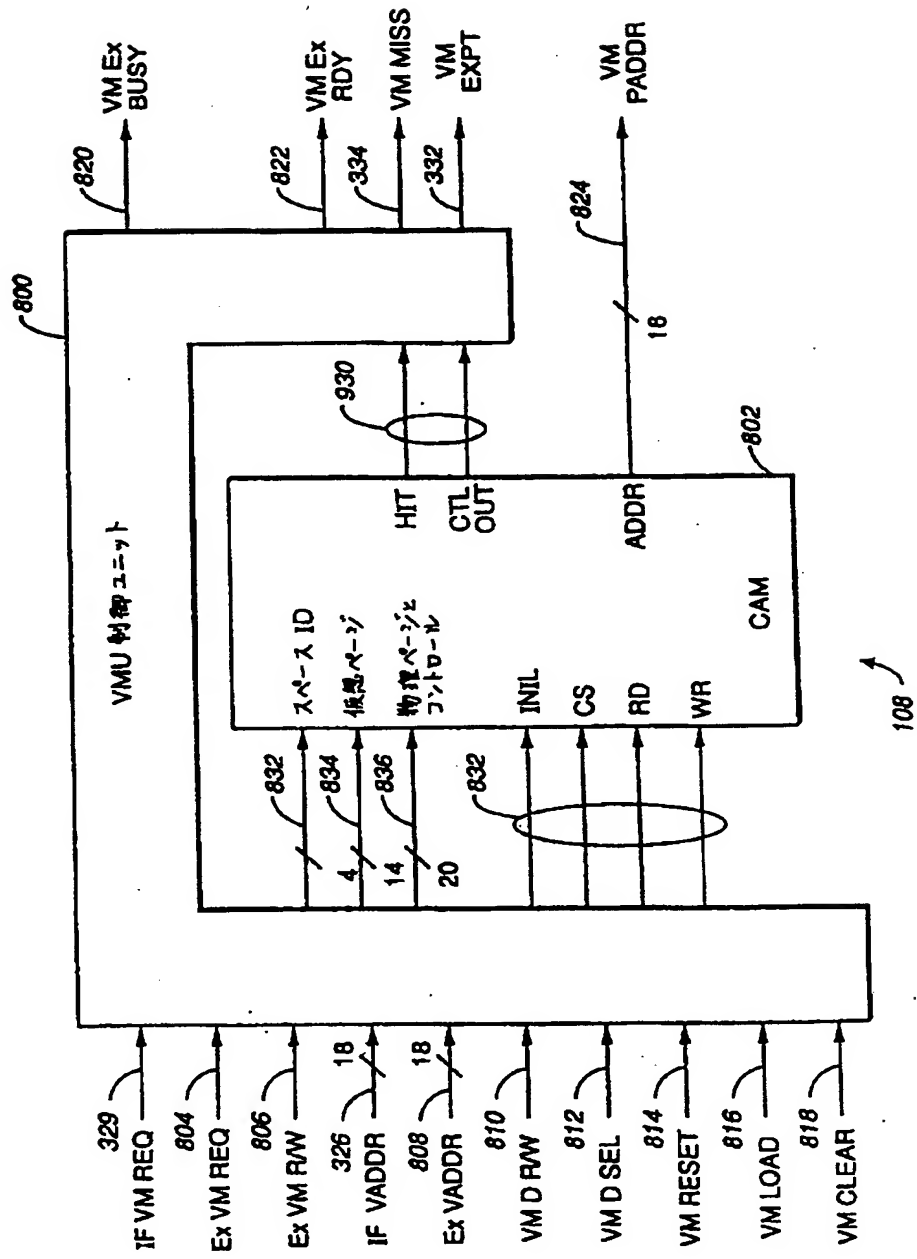 800
VMU 制御ユニット
820
VM Ex
BUSY
822
VM Ex
RDY
334
VM MISS
332
VM
EXPT
930
HIT
CTL
OUT
824
18
VM
PADDR
ADDR
802
CAM
スペース ID
仮想ページ
物理ページと
コントロール
INIL
CS
RD
WR
832
834
836
4
14
20
832
329
IF VM REQ
804
Ex VM REQ
806
Ex VM R/W
326
18
IF VADDR
808
18
Ex VADDR
810
VM D R/W
812
VM D SEL
814
VM RESET
816
VM LOAD
818
VM CLEAR
108